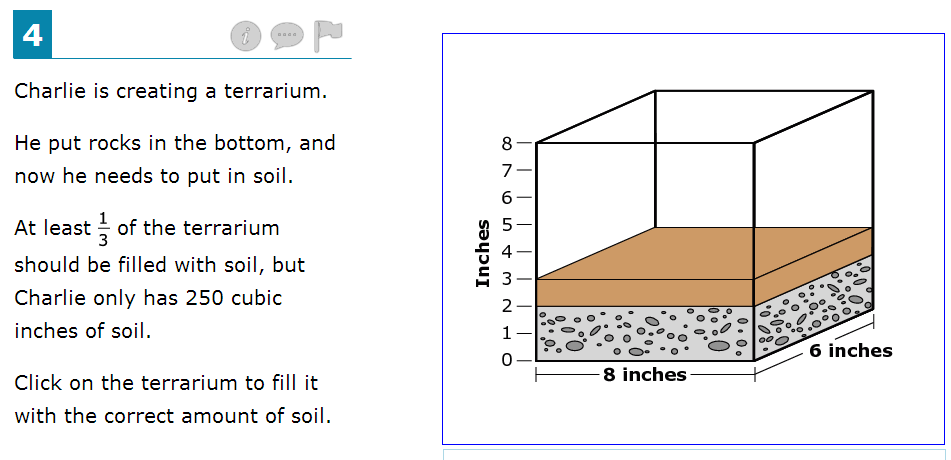 4
Charlie is creating a terrarium.
He put rocks in the bottom, and
now he needs to put in soil.
At least 1/3 of the terrarium
should be filled with soil, but
Charlie only has 250 cubic
inches of soil.
Click on the terrarium to fill it
with the correct amount of soil.
Inches
8
7
6
5
4
3
2
1
0
8 inches
6 inches